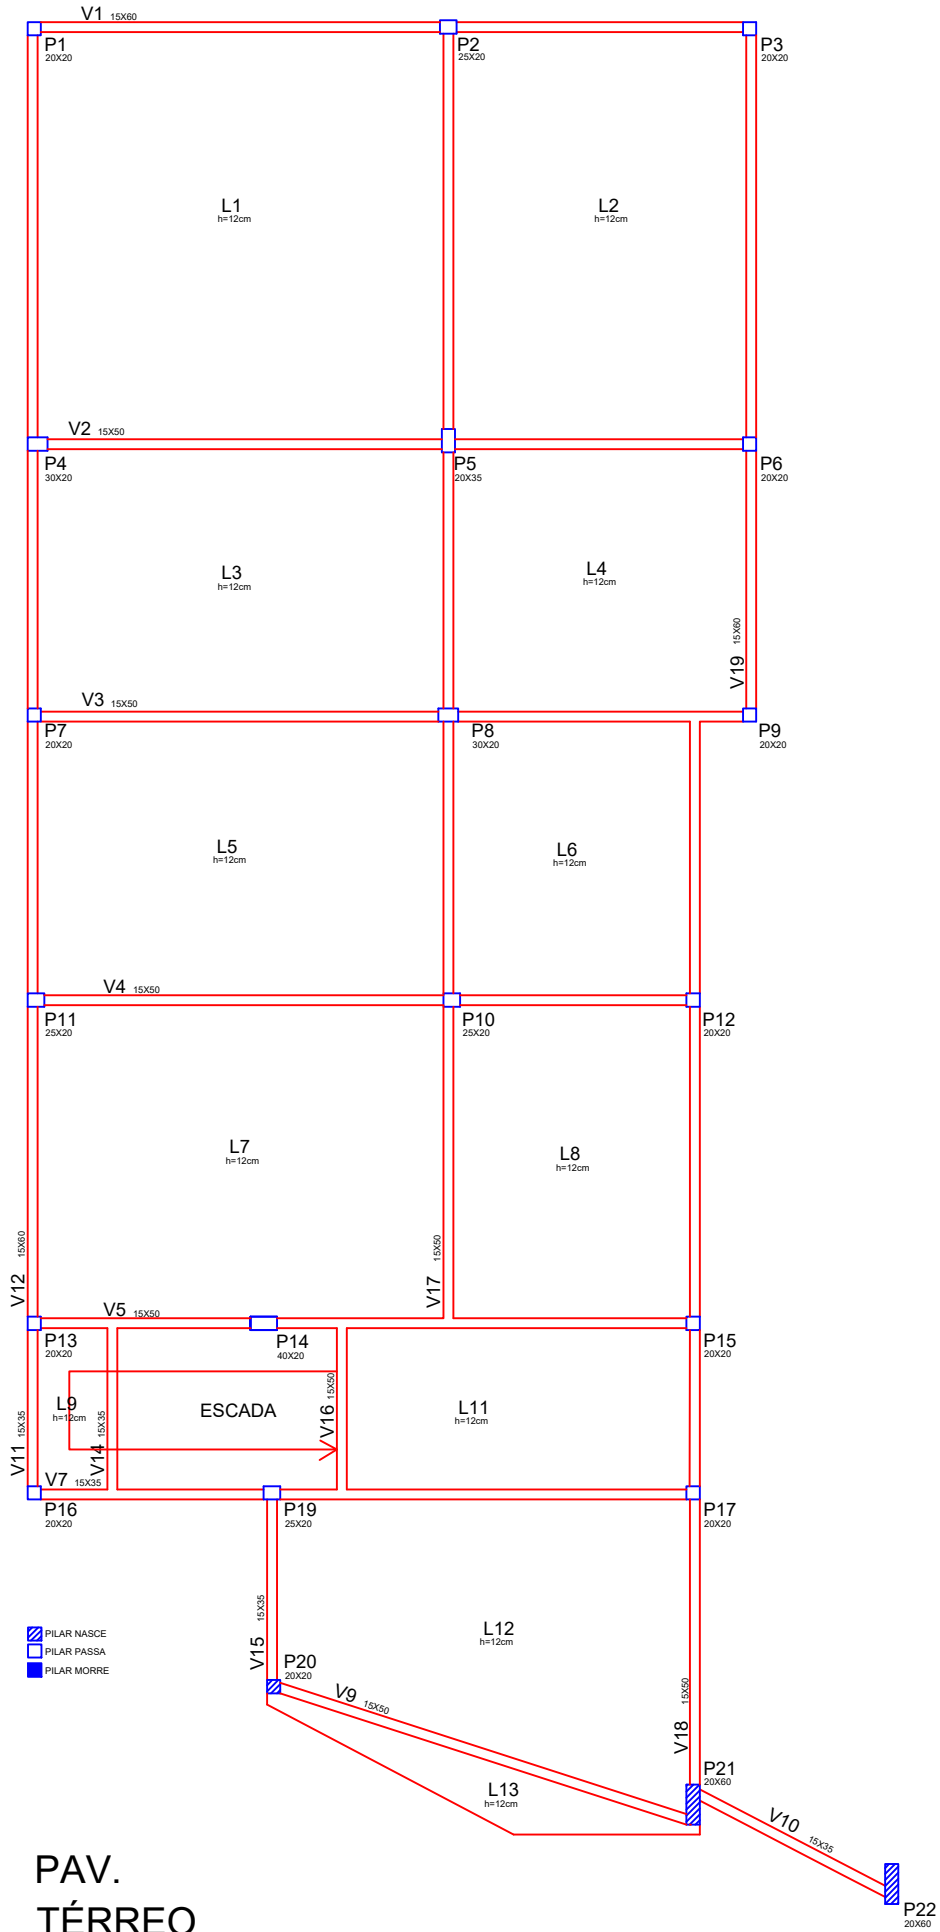 V1 15X60
P1
20X20
P2
25X20
P3
20X20
L1
h=12cm
L2
h=12cm
V2 15X50
P4
30X20
P5
20X35
P6
20X20
L3
h=12cm
L4
h=12cm
V19 15X60
V3 15X50
P7
20X20
P8
30X20
P9
20X20
L5
h=12cm
L6
h=12cm
V4 15X50
P11
25X20
P10
25X20
P12
20X20
L7
h=12cm
L8
h=12cm
V12 15X60
V17 15X50
V5 15X50
P13
20X20
P14
40X20
P15
20X20
V11 15X35
L9
h=12cm
V14 15X35
ESCADA
V16 15X50
L11
h=12cm
V7 15X35
P16
20X20
P19
25X20
P17
20X20
PILAR NASCE
PILAR PASSA
PILAR MORRE
V15 15X35
L12
h=12cm
P20
20X20
V9 15X50
V18 15X50
P21
20X60
L13
h=12cm
V10 15X35
P22
20X60
PAV.
TÉRREO